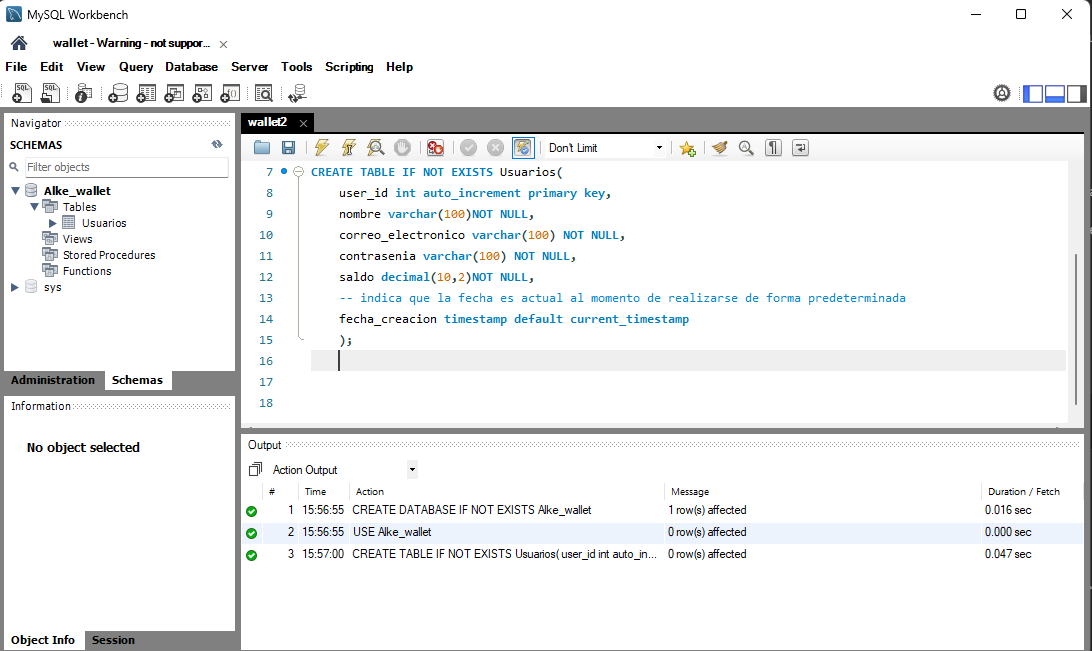 MySQL Workbench
wallet - Warning - not suppor...
File Edit View Query Database Server Tools Scripting Help
Navigator
SCHEMAS
Filter objects
Alke_wallet
Tables
Usuarios
Views
Stored Procedures
Functions
sys
Administration Schemas
Information
No object selected
Object Info Session
wallet2
Don't Limit
7 CREATE TABLE IF NOT EXISTS Usuarios(
8 user_id int auto_increment primary key,
9 nombre varchar(100)NOT NULL,
10 correo_electronico varchar(100) NOT NULL,
11 contrasenia varchar(100) NOT NULL,
12 saldo decimal(10,2)NOT NULL,
13 -- indica que la fecha es actual al momento de realizarse de forma predeterminada
14 fecha_creacion timestamp default current_timestamp
15 );
16
17
18
Output
Action Output
# Time Action Message Duration / Fetch
1 15:56:55 CREATE DATABASE IF NOT EXISTS Alke_wallet 1 row(s) affected 0.016 sec
2 15:56:55 USE Alke_wallet 0 row(s) affected 0.000 sec
3 15:57:00 CREATE TABLE IF NOT EXISTS Usuarios( user_id int auto_in... 0 row(s) affected 0.047 sec